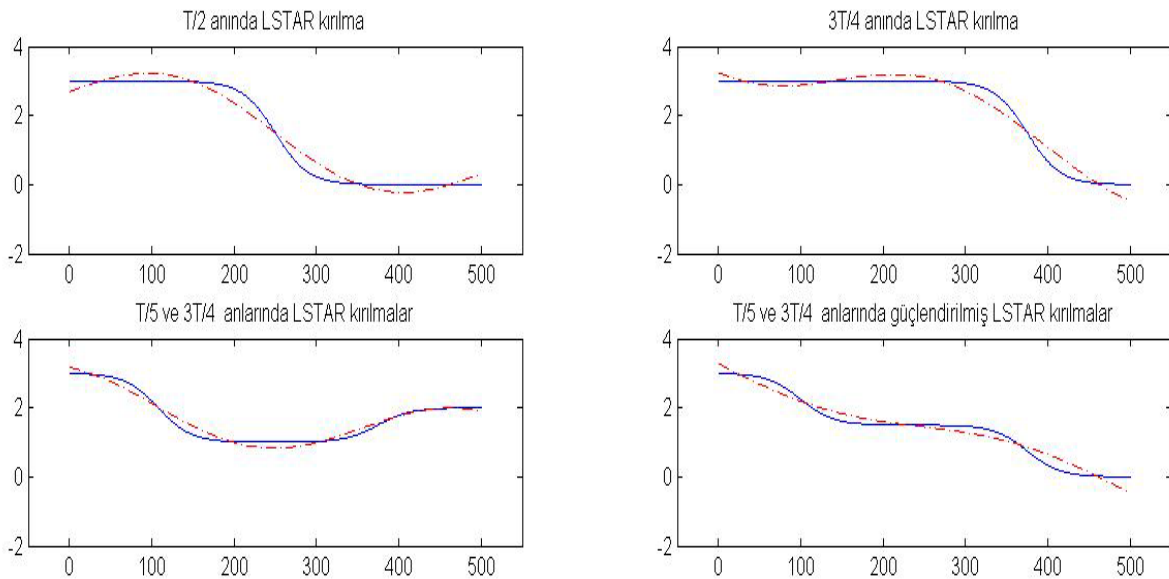 T/2 anında LSTAR kırılma
4
2
0
-2
0 100 200 300 400 500
3T/4 anında LSTAR kırılma
4
2
0
-2
0 100 200 300 400 500
T/5 ve 3T/4 anlarında LSTAR kırılmalar
4
2
0
-2
0 100 200 300 400 500
T/5 ve 3T/4 anlarında güçlendirilmiş LSTAR kırılmalar
4
2
0
-2
0 100 200 300 400 500